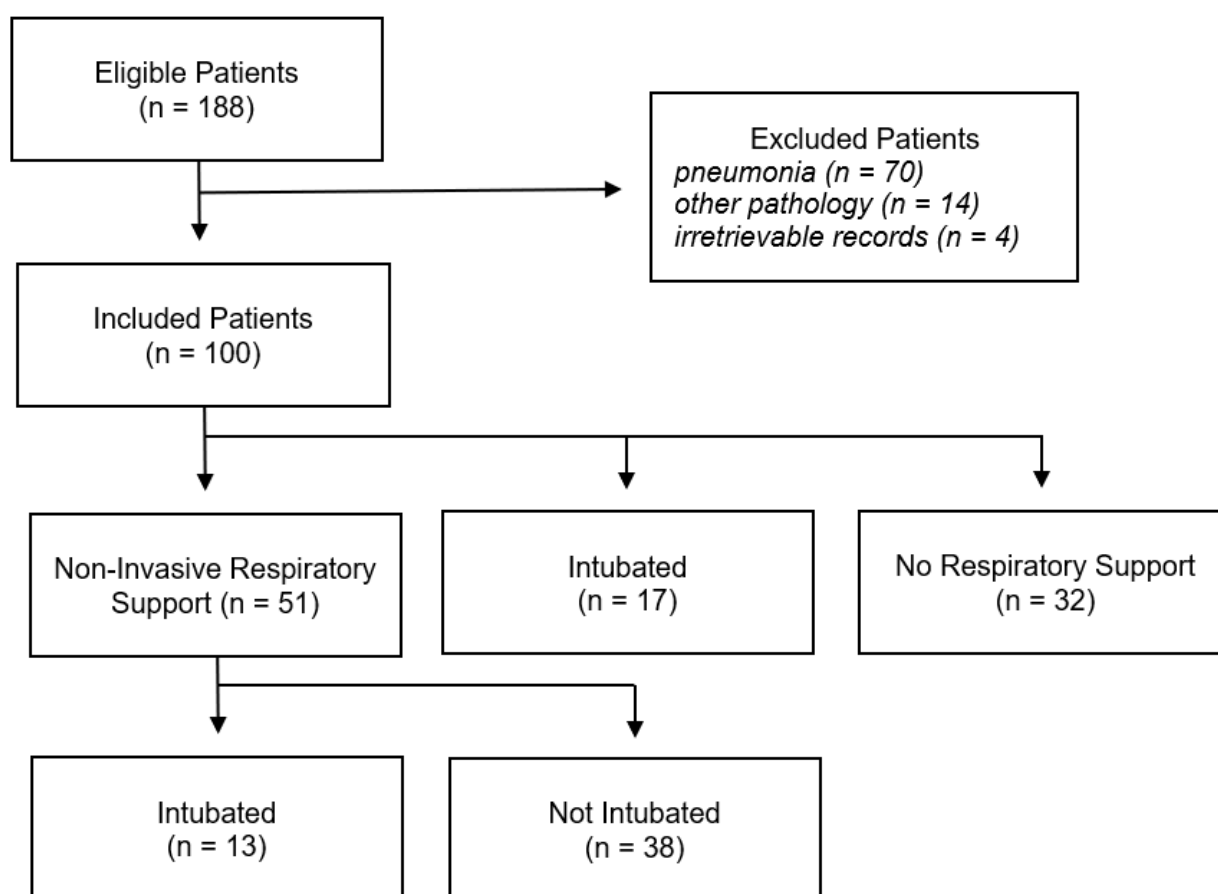 Eligible Patients
(n = 188)
Excluded Patients
pneumonia (n = 70)
other pathology (n = 14)
irretrievable records (n = 4)
Included Patients
(n = 100)
Non-Invasive Respiratory
Support (n = 51)
Intubated
(n = 17)
No Respiratory Support
(n = 32)
Intubated
(n = 13)
Not Intubated
(n = 38)